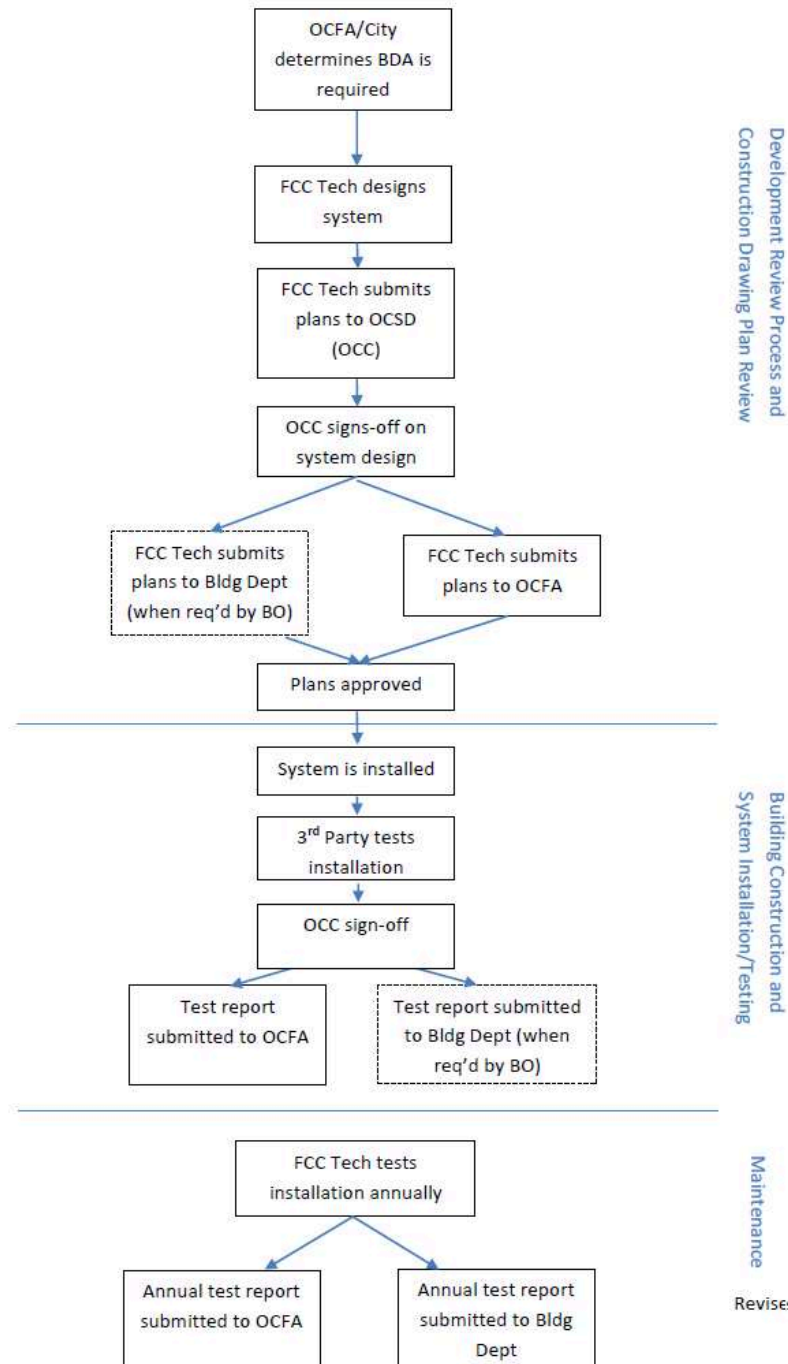 OCFA/City
determines BDA is
required
FCC Tech designs
system
FCC Tech submits
plans to OCSD
(OCC)
OCC signs-off on
system design
FCC Tech submits
plans to Bldg Dept
(when req’d by BO)
FCC Tech submits
plans to OCFA
Plans approved
Development Review Process and
Construction Drawing Plan Review
System is installed
3rd Party tests
installation
OCC sign-off
Test report
submitted to OCFA
Test report submitted
to Bldg Dept (when
req’d by BO)
Building Construction and
System Installation/Testing
FCC Tech tests
installation annually
Annual test report
submitted to OCFA
Annual test report
submitted to Bldg
Dept
Maintenance